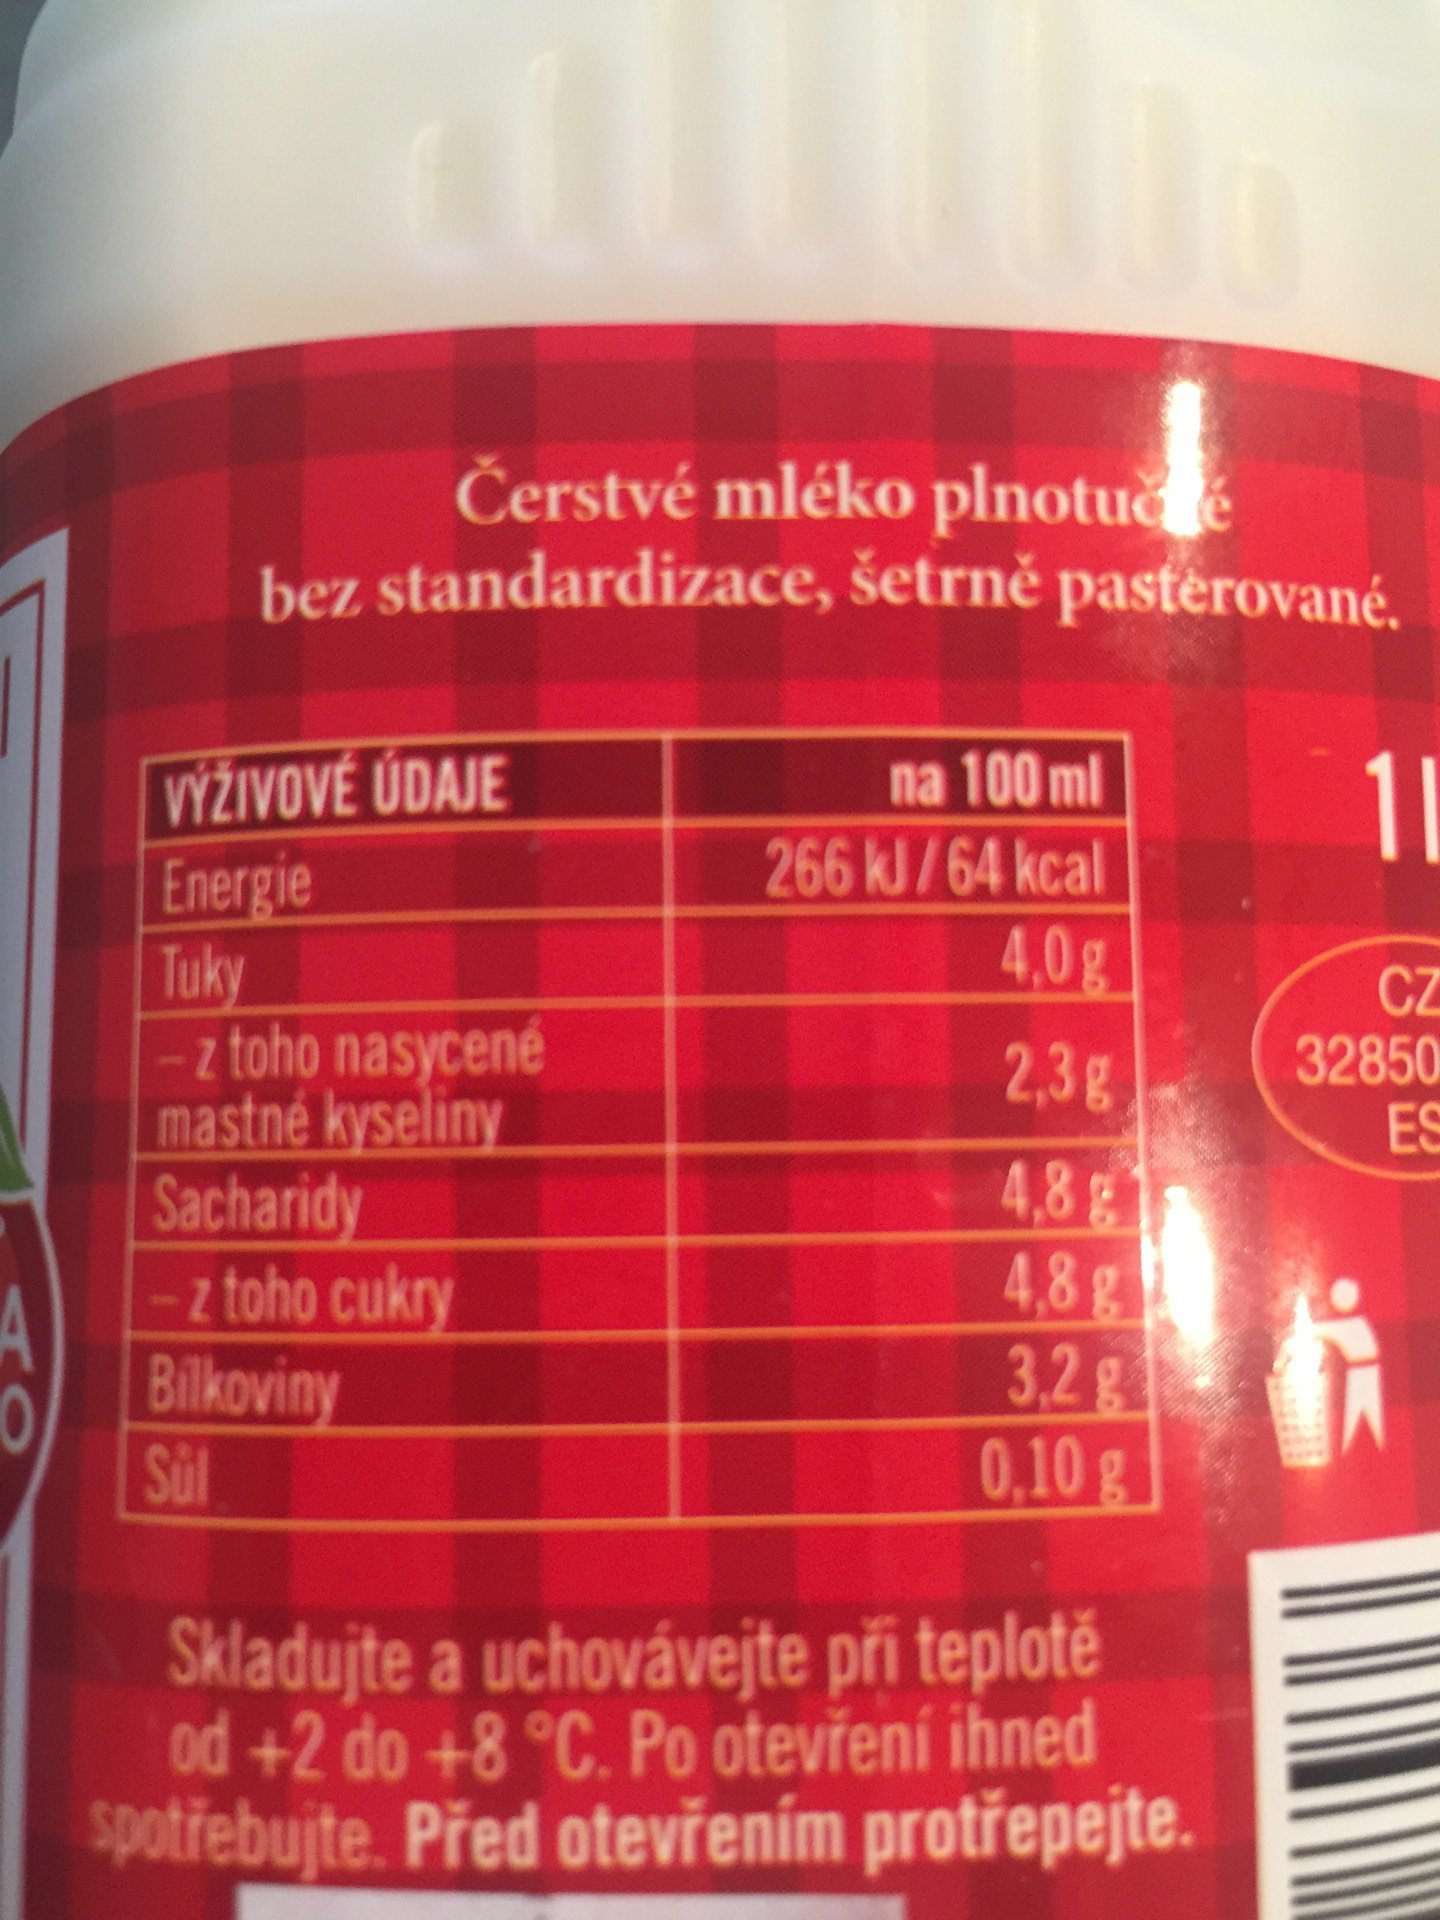 Čerstvé mléko plnotučné
bez standardizace, šetrně pasterované.
VÝŽIVOVÉ ÚDAJE na 100 ml
Energie 266 kJ / 64 kcal
Tuky 4,0 g
– z toho nasycené
mastné kyseliny 2,3 g
Sacharidy 4,8 g
– z toho cukry 4,8 g
Bílkoviny 3,2 g
Sůl 0,10 g
1 l
CZ
32850
ES
A
O
Skladujte a uchovávejte při teplotě
od +2 do +8 °C. Po otevření ihned
spotřebujte. Před otevřením protřepejte.